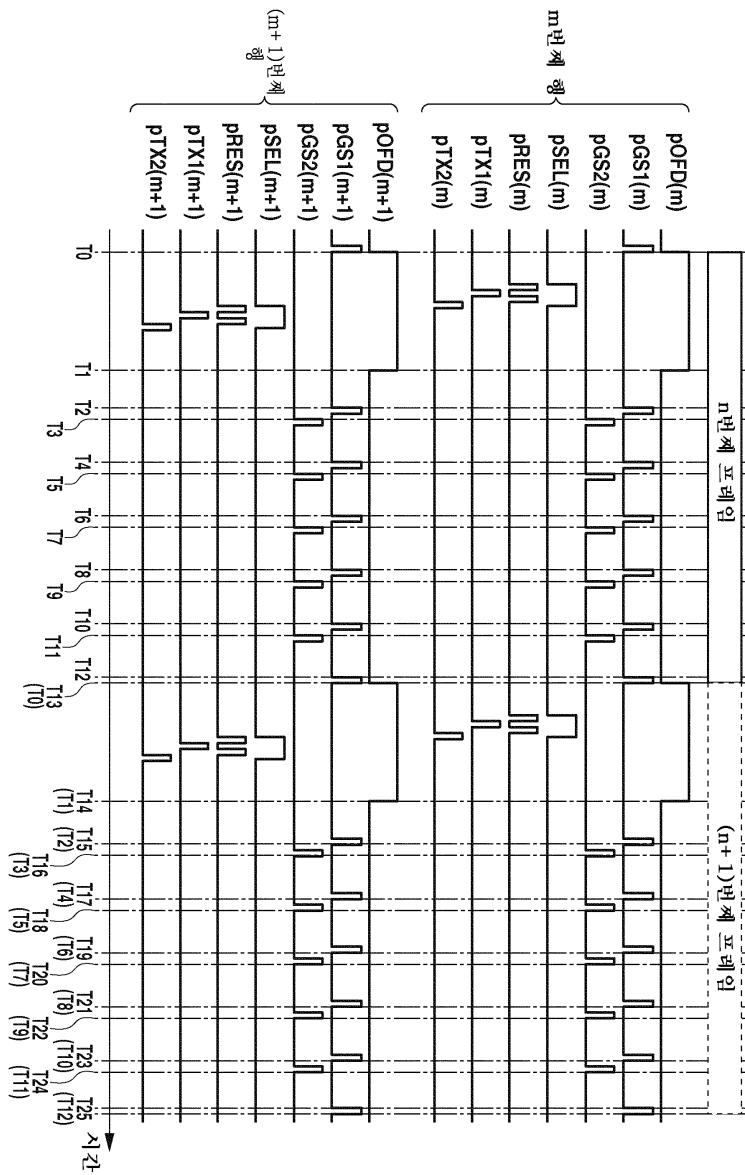 n번째 프레임
(n+1)번째 프레임
m번째 행
pOFD(m)
pGS1(m)
pGS2(m)
pSEL(m)
pRES(m)
pTX1(m)
pTX2(m)
(m+1)번째
행
pOFD(m+1)
pGS1(m+1)
pGS2(m+1)
pSEL(m+1)
pRES(m+1)
pTX1(m+1)
pTX2(m+1)
T0
T1
T2
T3
T4
T5
T6
T7
T8
T9
T10
T11
T12
T13
(T0)
T14
(T1)
T15
(T2)
T16
(T3)
T17
(T4)
T18
(T5)
T19
(T6)
T20
(T7)
T21
(T8)
T22
(T9)
T23
(T10)
T24
(T11)
T25
(T12)
시간